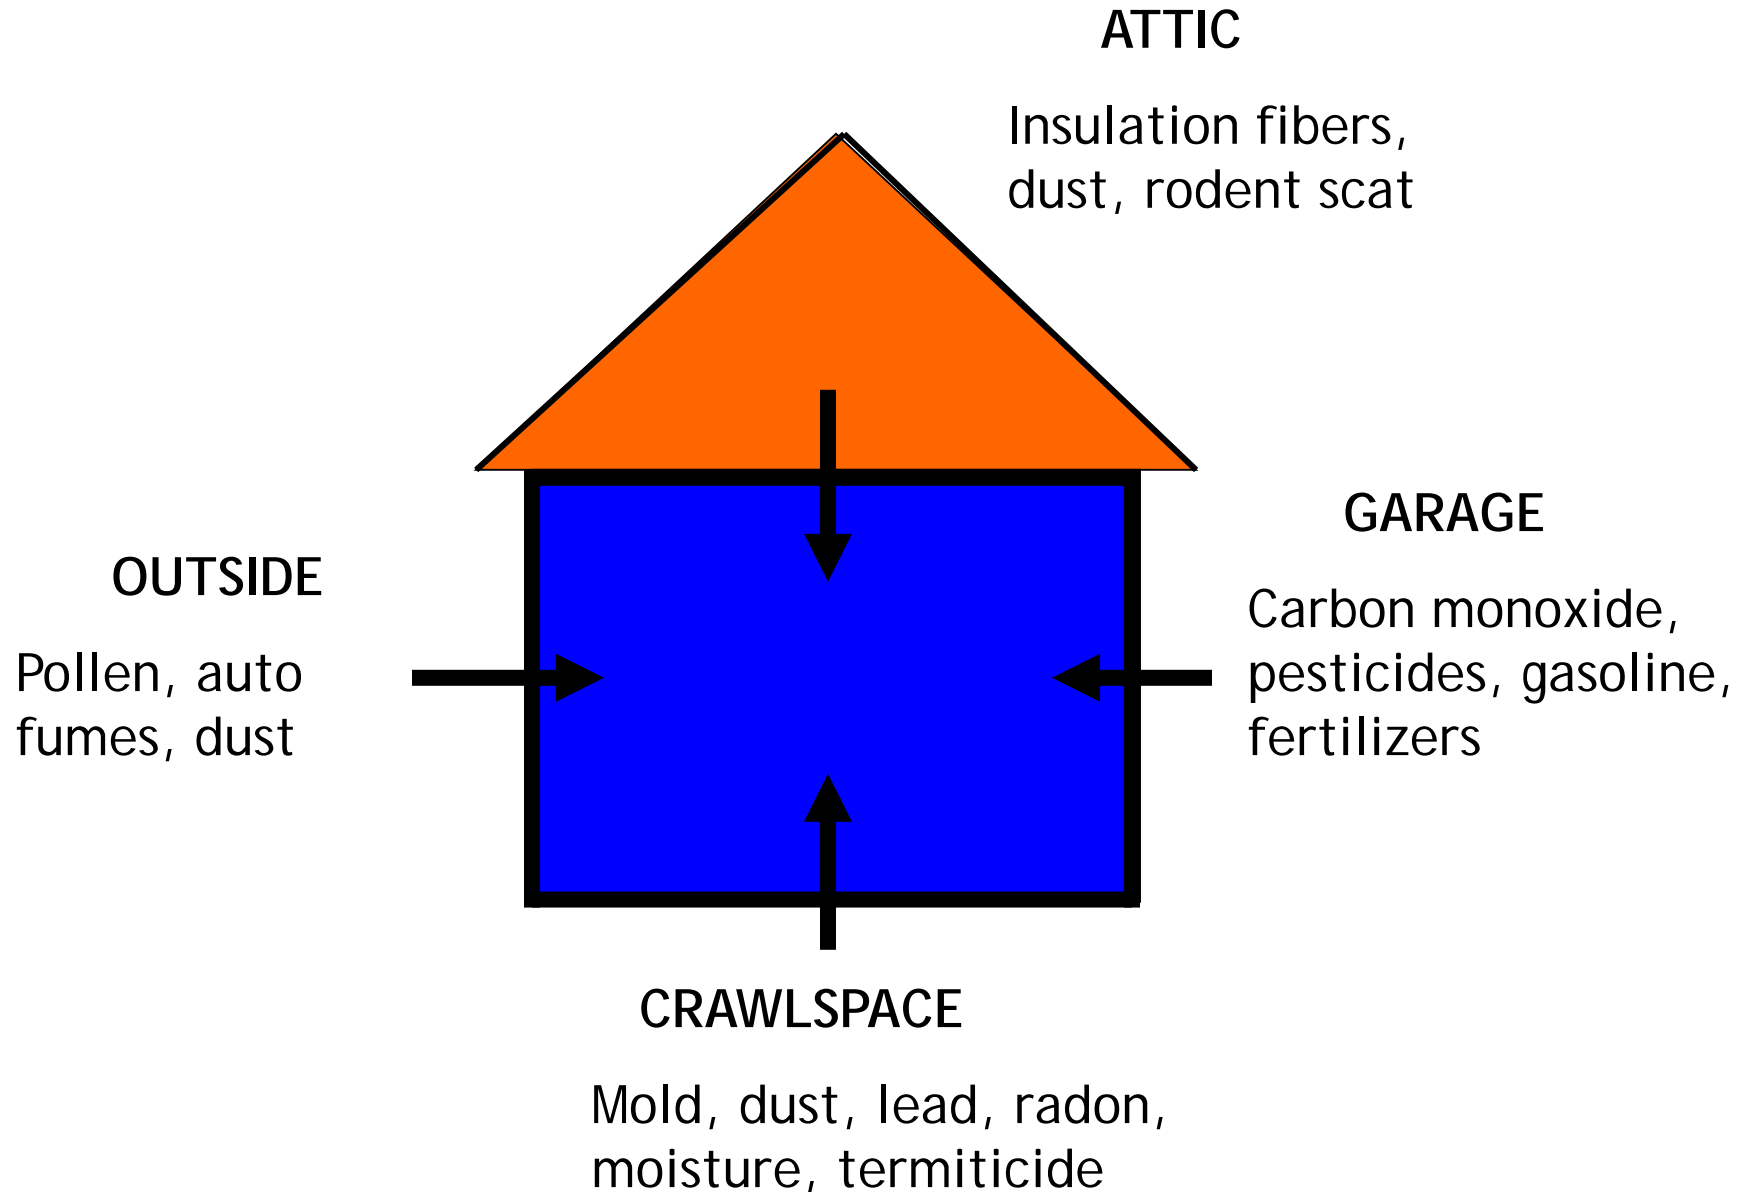 ATTIC
Insulation fibers,
dust, rodent scat
GARAGE
Carbon monoxide,
pesticides, gasoline,
fertilizers
OUTSIDE
Pollen, auto
fumes, dust
CRAWLSPACE
Mold, dust, lead, radon,
moisture, termiticide